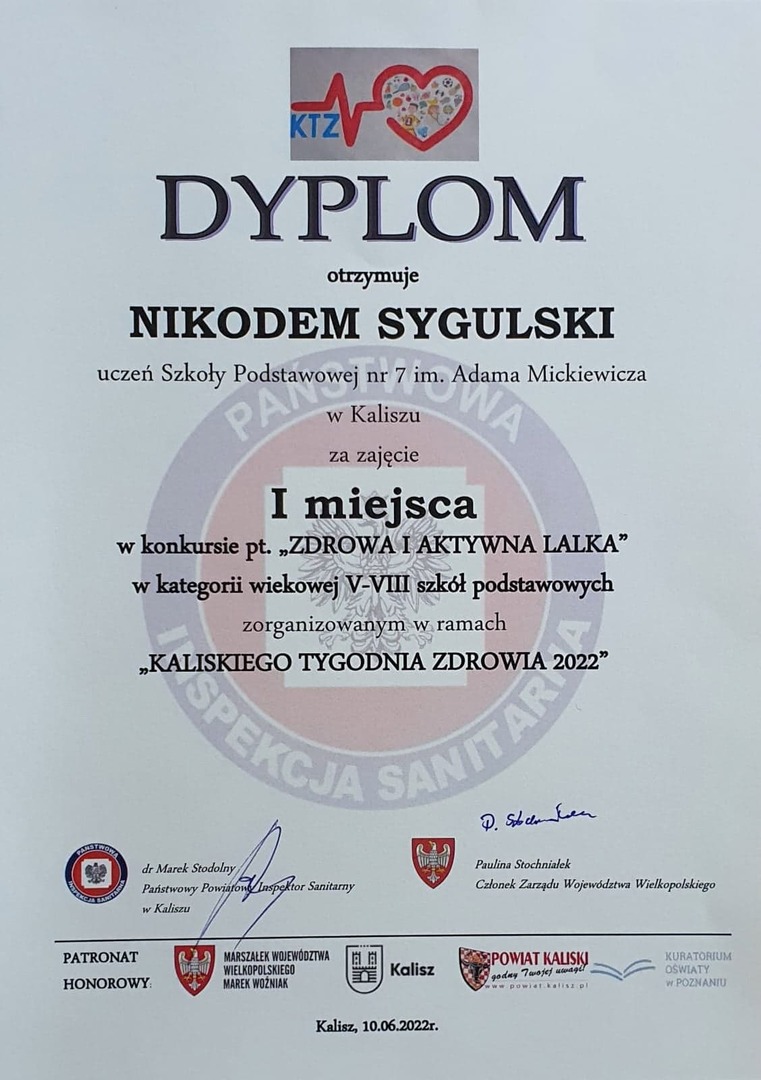 KTZ
DYPLOM
otrzymuje
NIKODEM SYGULSKI
uczeń Szkoły Podstawowej nr 7 im. Adama Mickiewicza
w Kaliszu
za zajęcie
I miejsca
w konkursie pt. „ZDROWA I AKTYWNA LALKA”
w kategorii wiekowej V-VIII szkół podstawowych
zorganizowanym w ramach
„KALISKIEGO TYGODNIA ZDROWIA 2022”
PAŃSTWOWA
INSPEKCJA SANITARNA
PAŃSTWOWA
INSPEKCJA SANITARNA
dr Marek Stodolny
Państwowy Powiatowy Inspektor Sanitarny
w Kaliszu
Paulina Stochniałek
Członek Zarządu Województwa Wielkopolskiego
PATRONAT
HONOROWY:
MARSZAŁEK WOJEWÓDZTWA
WIELKOPOLSKIEGO
MAREK WOŹNIAK
Kalisz
POWIAT KALISKI
godny Twojej uwagi!
www.powiat.kalisz.pl
KURATORIUM
OŚWIATY
w POZNANIU
Kalisz, 10.06.2022r.